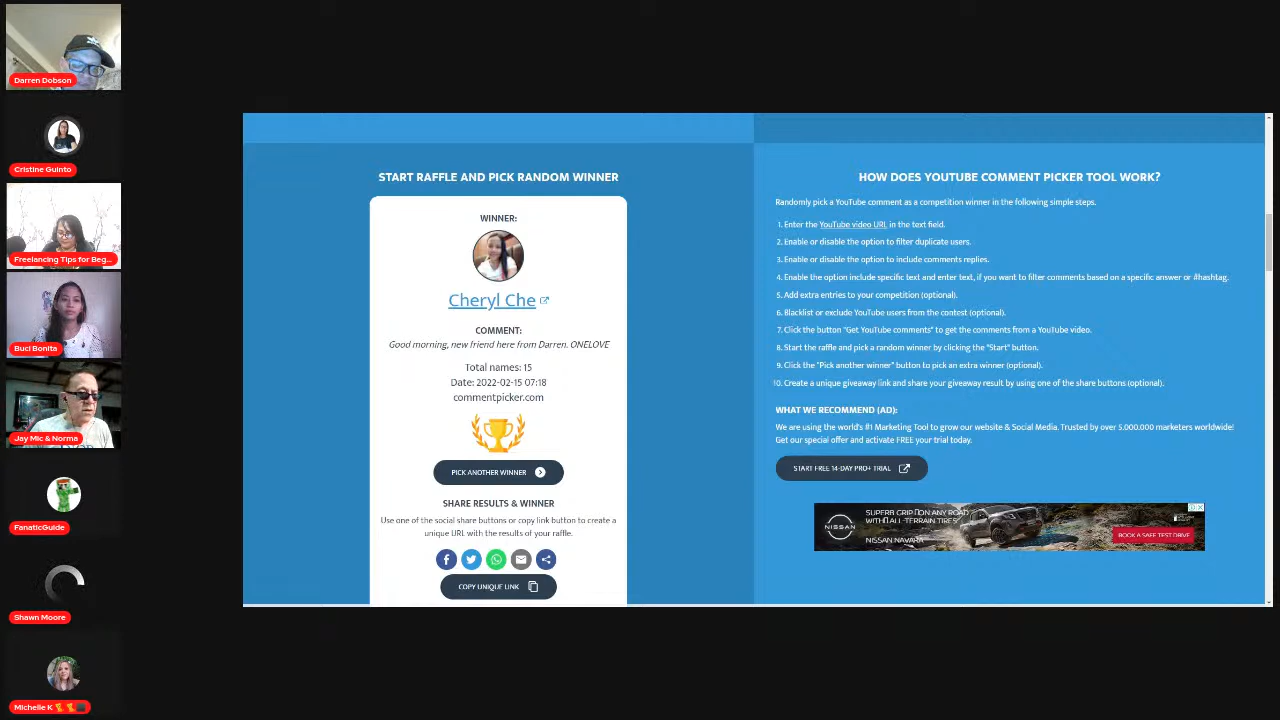 Darren Dobson
Cristine Guinto
Freelancing Tips for Beg...
Buci Bonita
Jay Mic & Norma
FanaticGuide
Shawn Moore
Michelle K
START RAFFLE AND PICK RANDOM WINNER
WINNER:
Cheryl Che
COMMENT:
Good morning, new friend here from Darren. ONELOVE
Total names: 15
Date: 2022-02-15 07:18
commentpicker.com
PICK ANOTHER WINNER
SHARE RESULTS & WINNER
Use one of the social share buttons or copy link button to create a
unique URL with the results of your raffle.
COPY UNIQUE LINK
HOW DOES YOUTUBE COMMENT PICKER TOOL WORK?
Randomly pick a YouTube comment as a competition winner in the following simple steps.
1. Enter the YouTube video URL in the text field.
2. Enable or disable the option to filter duplicate users.
3. Enable or disable the option to include comments replies.
4. Enable the option include specific text and enter text, if you want to filter comments based on a specific answer or #hashtag.
5. Add extra entries to your competition (optional).
6. Blacklist or exclude YouTube users from the contest (optional).
7. Click the button "Get YouTube comments" to get the comments from a YouTube video.
8. Start the raffle and pick a random winner by clicking the "Start" button.
9. Click the "Pick another winner" button to pick an extra winner (optional).
10. Create a unique giveaway link and share your giveaway result by using one of the share buttons (optional).
WHAT WE RECOMMEND (AD):
We are using the world's #1 Marketing Tool to grow our website & Social Media. Trusted by over 5.000.000 marketers worldwide!
Get our special offer and activate FREE your trial today.
START FREE 14-DAY PRO+ TRIAL
NISSAN
SUPERB GRIP ON ANY ROAD
WITH ALL-TERRAIN TIRES
NISSAN NAVARA
BOOK A SAFE TEST DRIVE